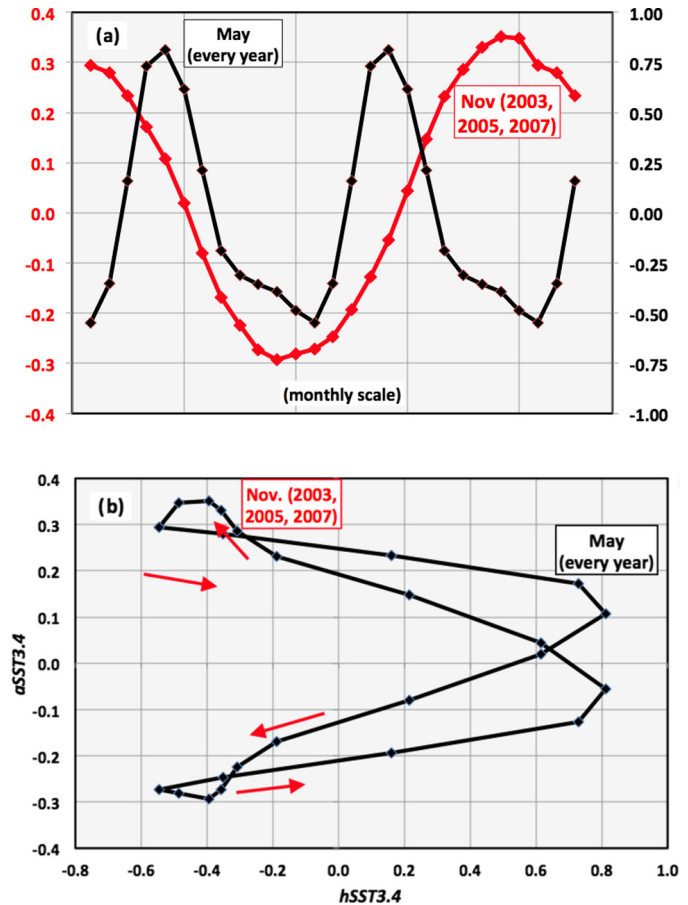 0.4
0.3
0.2
0.1
0.0
-0.1
-0.2
-0.3
-0.4
(a)
May
(every year)
Nov (2003,
2005, 2007)
(monthly scale)
1.00
0.75
0.50
0.25
0.00
-0.25
-0.50
-0.75
-1.00
0.4
0.3
0.2
0.1
0.0
-0.1
-0.2
-0.3
-0.4
aSST3.4
(b)
Nov. (2003,
2005, 2007)
May
(every year)
-0.8 -0.6 -0.4 -0.2 0.0 0.2 0.4 0.6 0.8 1.0
hSST3.4